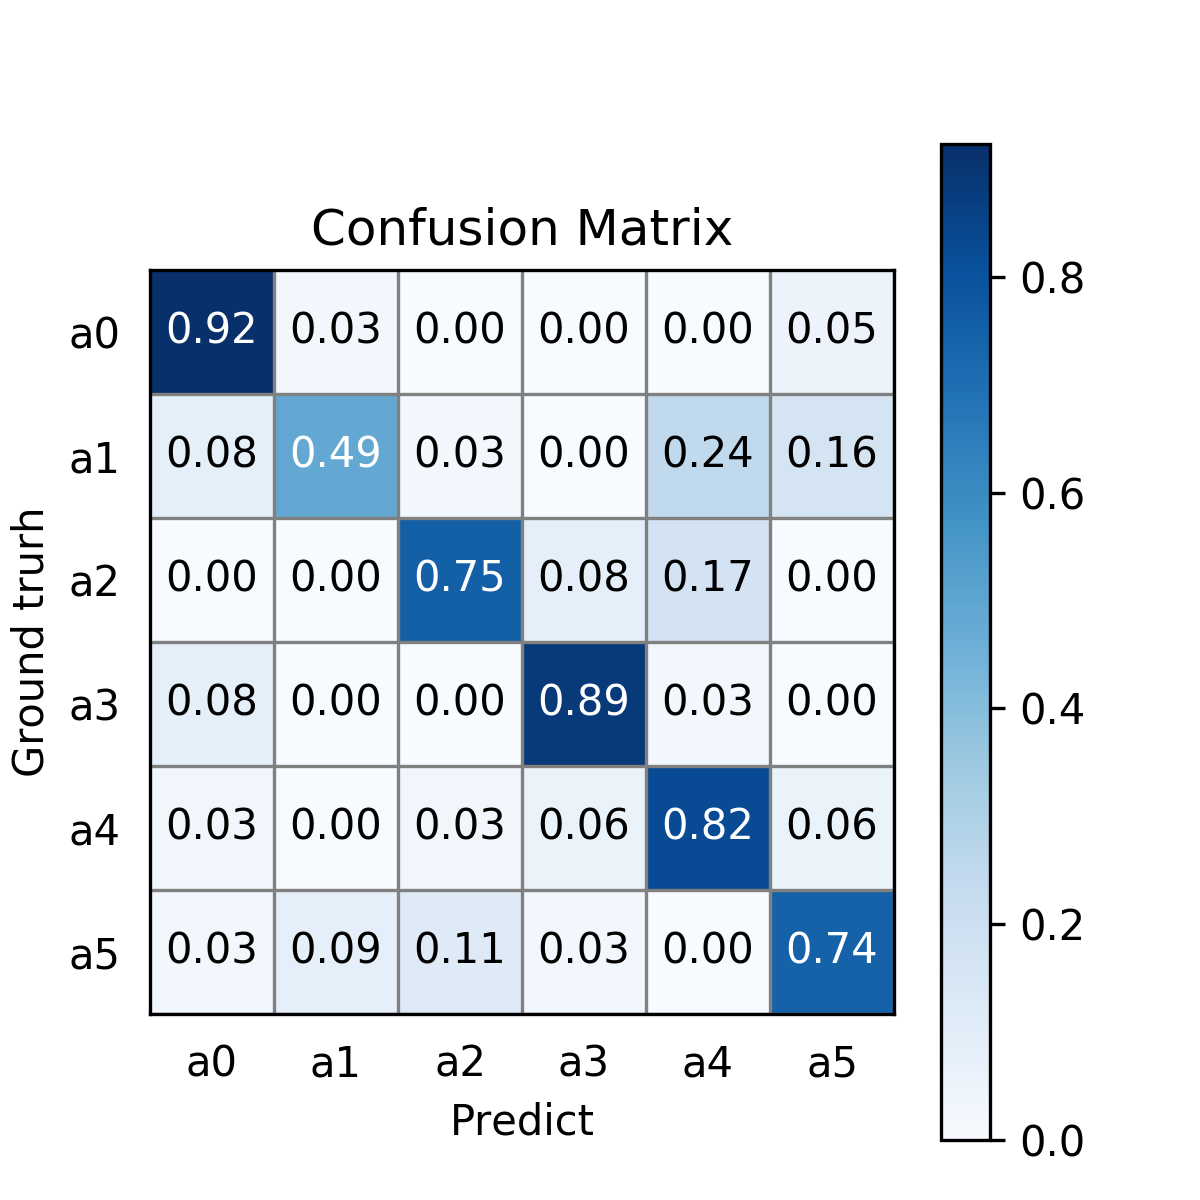 Confusion Matrix
a0 0.92 0.03 0.00 0.00 0.00 0.05
a1 0.08 0.49 0.03 0.00 0.24 0.16
a2 0.00 0.00 0.75 0.08 0.17 0.00
a3 0.08 0.00 0.00 0.89 0.03 0.00
a4 0.03 0.00 0.03 0.06 0.82 0.06
a5 0.03 0.09 0.11 0.03 0.00 0.74
a0 a1 a2 a3 a4 a5
Predict
Ground trurh
0.8
0.6
0.4
0.2
0.0